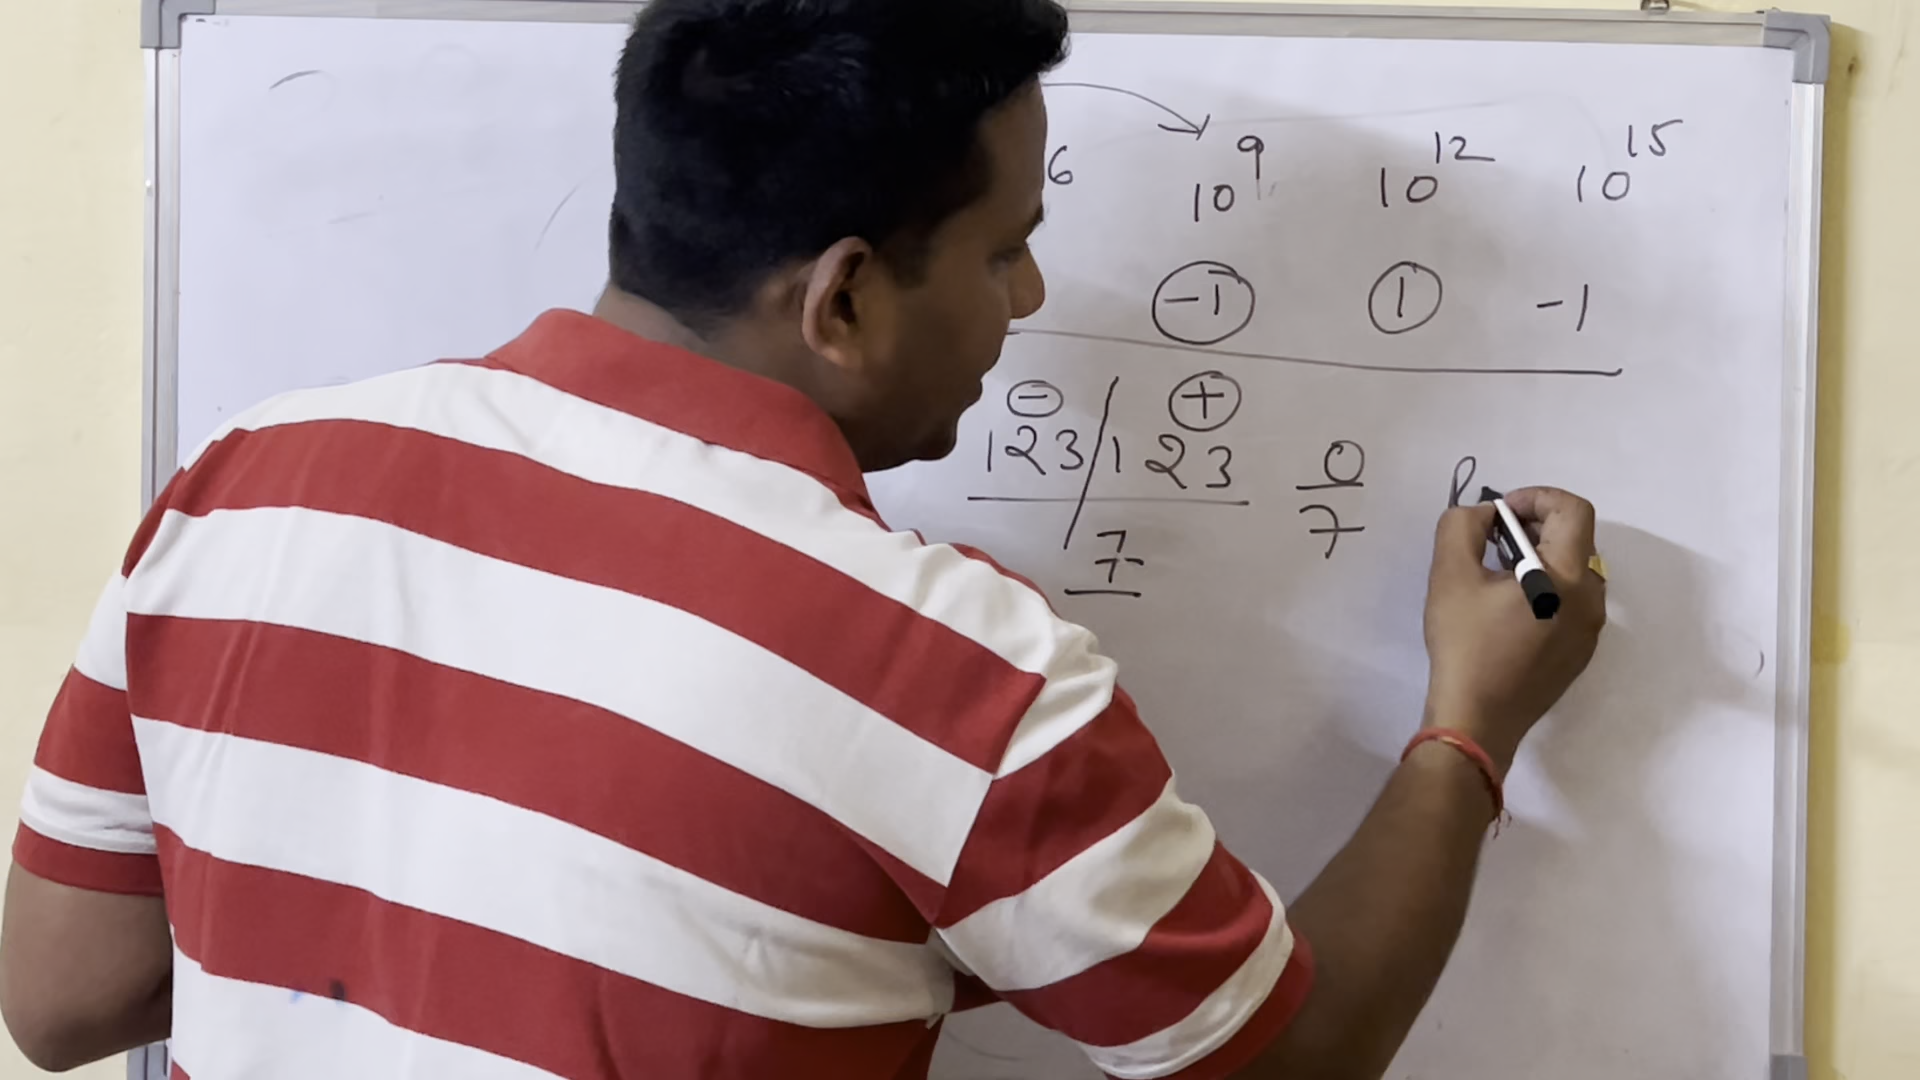 6 10⁹ 10¹² 10¹⁵
-1 1 -1
- +
123/123 0
7 7
R